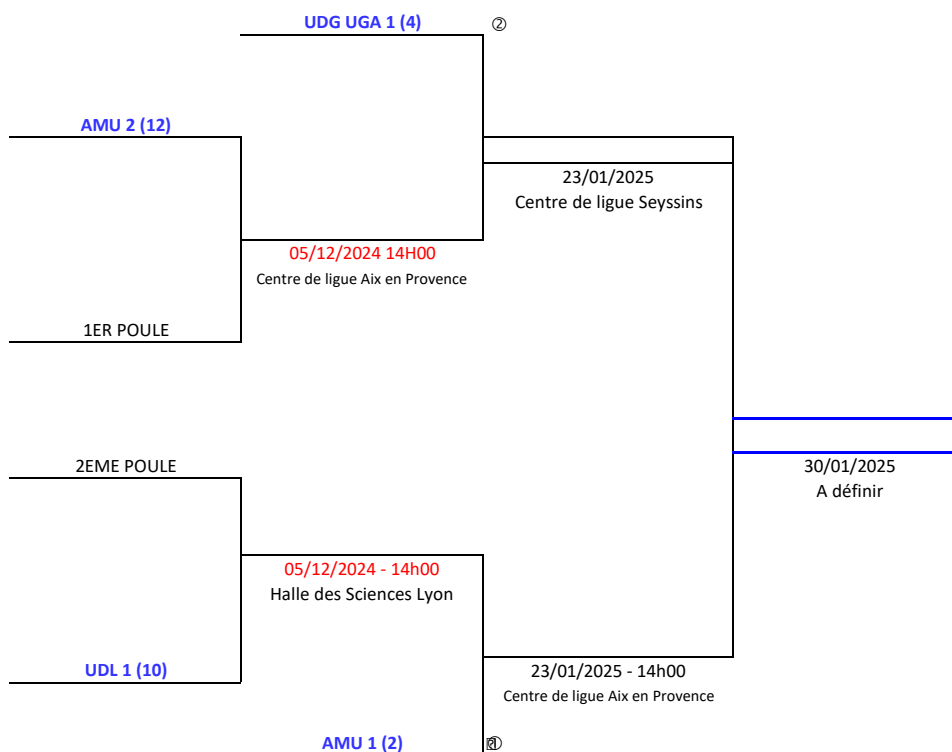 UDG UGA 1 (4)
②
AMU 2 (12)
23/01/2025
Centre de ligue Seyssins
05/12/2024 14H00
Centre de ligue Aix en Provence
1ER POULE
2EME POULE
30/01/2025
A définir
05/12/2024 - 14h00
Halle des Sciences Lyon
UDL 1 (10)
23/01/2025 - 14h00
Centre de ligue Aix en Provence
AMU 1 (2)
①